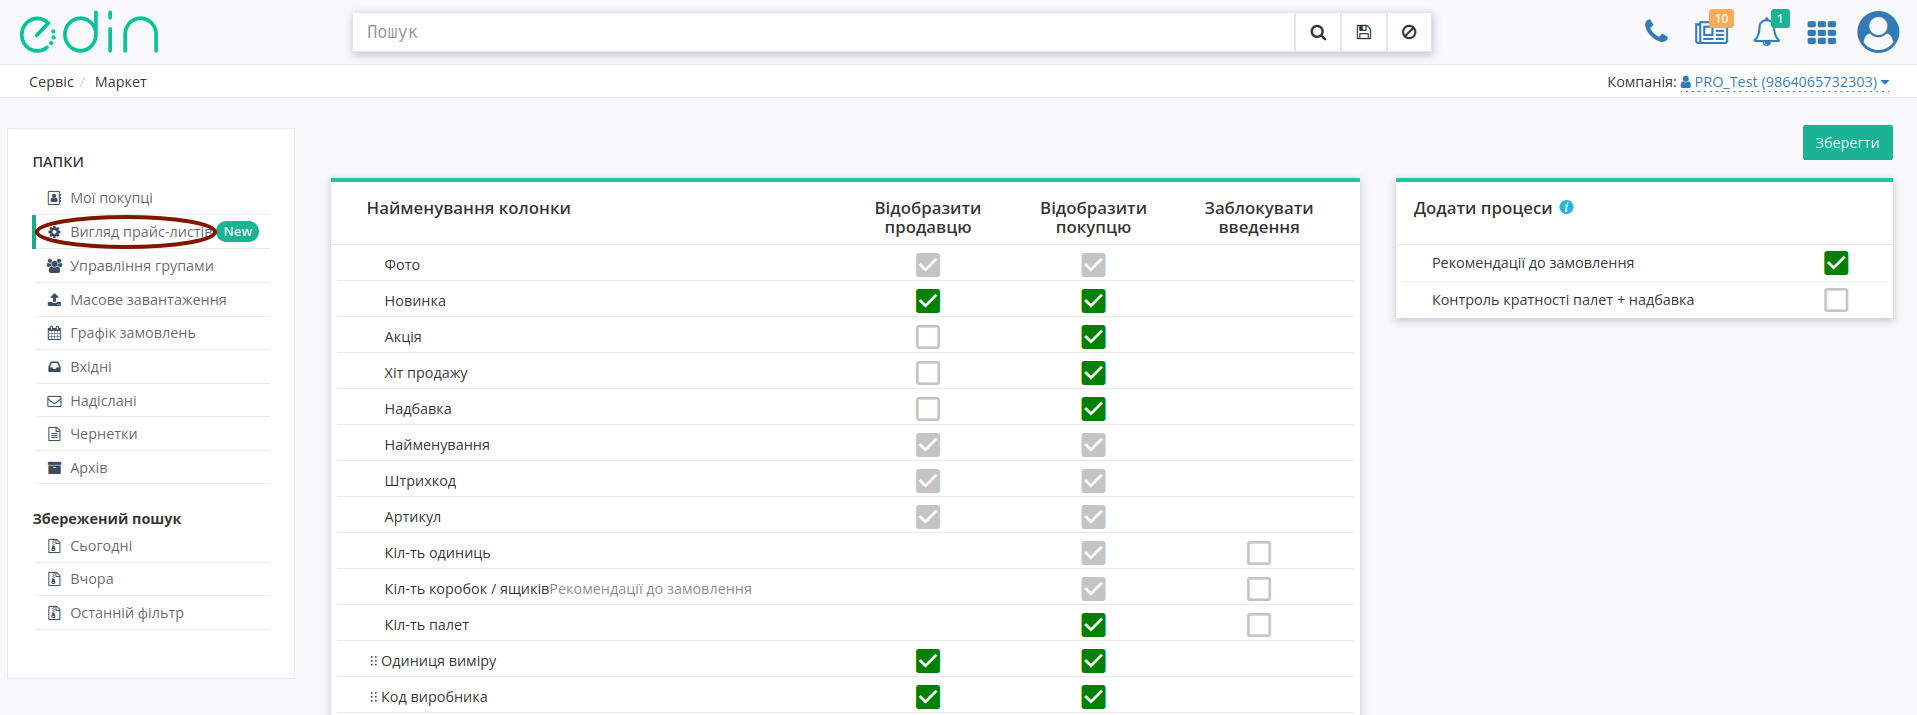 edin
Пошук
10
1
Сервіс / Маркет
Компанія: PRO_Test (9864065732303)
Зберегти
ПАПКИ
Мої покупці
Вигляд прайс-листів New
Управління групами
Масове завантаження
Графік замовлень
Вхідні
Надіслані
Чернетки
Архів
Збережений пошук
Сьогодні
Вчора
Останній фільтр
Найменування колонки
Відобразити
продавцю
Відобразити
покупцю
Заблокувати
введення
Фото
Новинка
Акція
Хіт продажу
Надбавка
Найменування
Штрихкод
Артикул
Кіл-ть одиниць
Кіл-ть коробок / ящиківРекомендації до замовлення
Кіл-ть палет
Одиниця виміру
Код виробника
Додати процеси
Рекомендації до замовлення
Контроль кратності палет + надбавка